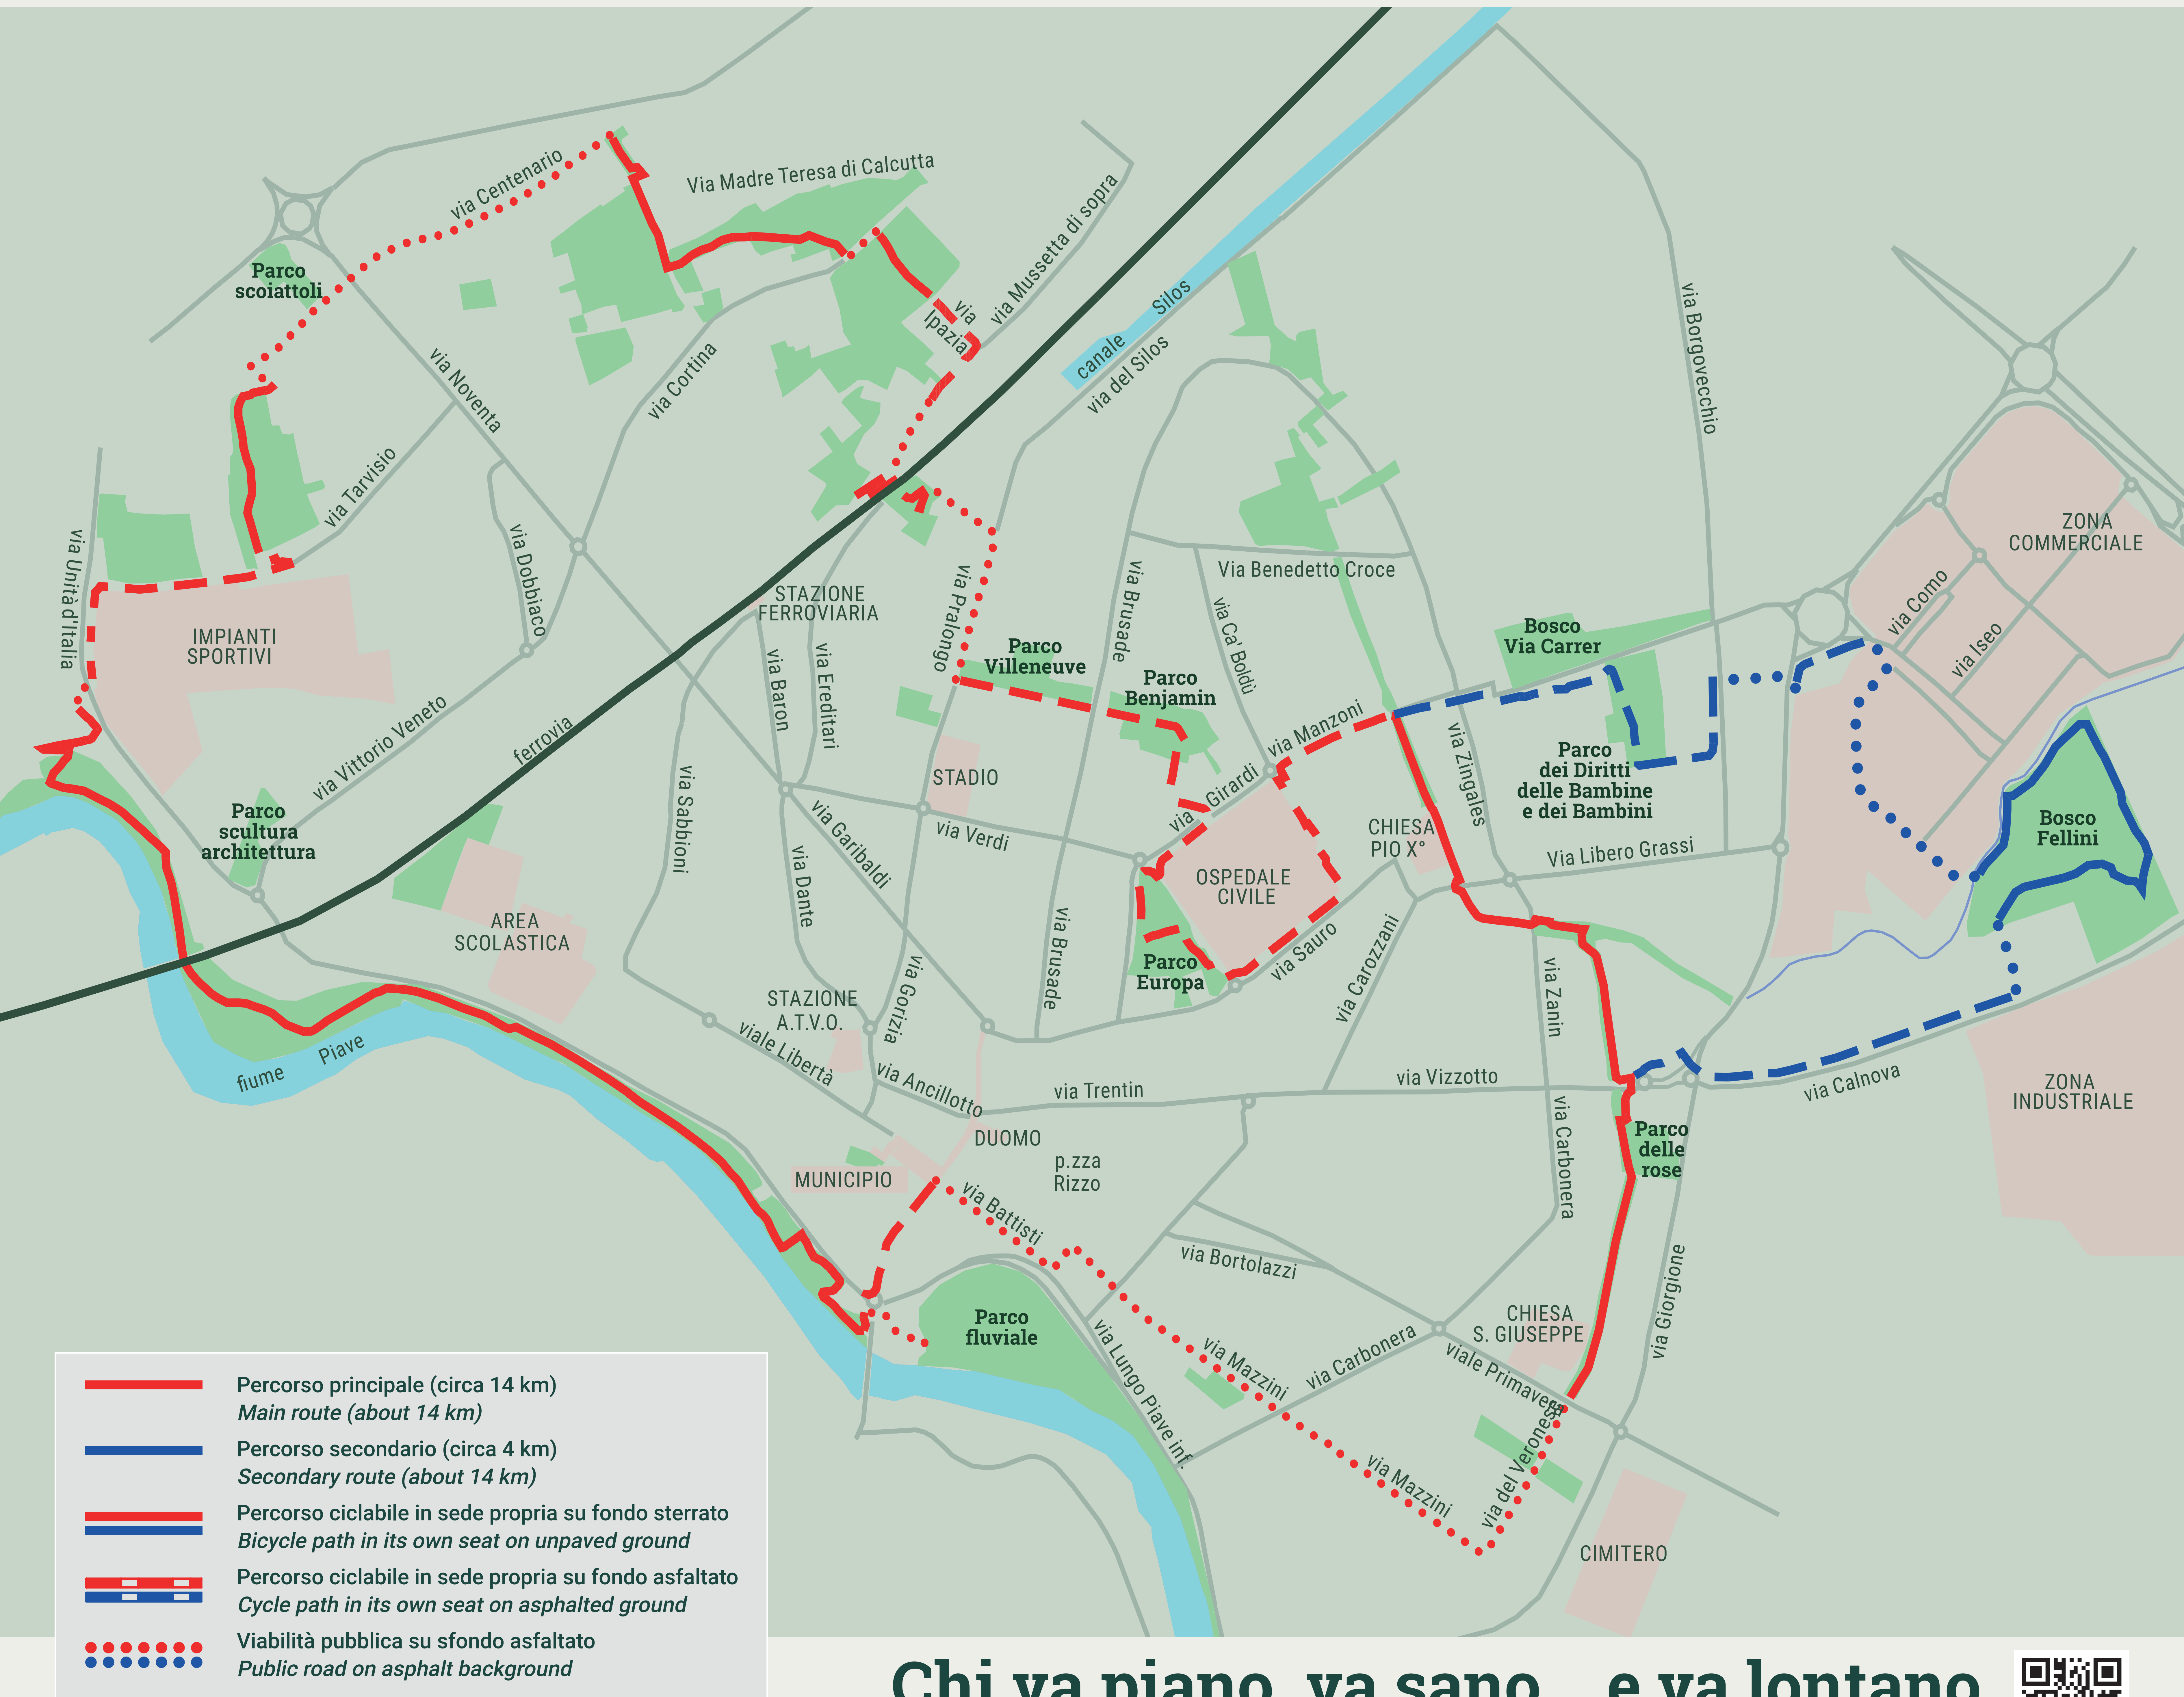 via Centenario
Via Madre Teresa di Calcutta
via Mussetta di sopra
Parco
scoiattoli
via
Ipazia
canale Silos
via del Silos
via Borgovecchio
via Noventa
via Cortina
via Tarvisio
via Unità d'Italia
via Dobbiaco
IMPIANTI
SPORTIVI
STAZIONE
FERROVIARIA
via Pralongo
via Brusade
Via Benedetto Croce
via Ca' Boldù
ZONA
COMMERCIALE
via Como
via Iseo
Bosco
Via Carrer
Parco
Villeneuve
Parco
Benjamin
via Baron
via Ereditari
via Vittorio Veneto
ferrovia
via Manzoni
via Zingales
Parco
dei Diritti
delle Bambine
e dei Bambini
STADIO
via Girardi
via Sabbioni
Parco
scultura
architettura
via Garibaldi
via Verdi
CHIESA
PIO X°
Via Libero Grassi
Bosco
Fellini
via Dante
OSPEDALE
CIVILE
AREA
SCOLASTICA
via Brusade
Parco
Europa
via Sauro
via Carozzani
via Zanin
STAZIONE
A.T.V.O.
via Gorizia
viale Libertà
via Ancillotto
via Trentin
via Vizzotto
via Calnova
ZONA
INDUSTRIALE
fiume Piave
DUOMO
p.zza
Rizzo
MUNICIPIO
via Battisti
via Carbonera
Parco
delle
rose
via Bortolazzi
via Giorgione
Parco
fluviale
via Lungo Piave inf.
via Mazzini
via Carbonera
CHIESA
S. GIUSEPPE
viale Primavera
via del Veronese
via Mazzini
CIMITERO
Percorso principale (circa 14 km)
Main route (about 14 km)
Percorso secondario (circa 4 km)
Secondary route (about 14 km)
Percorso ciclabile in sede propria su fondo sterrato
Bicycle path in its own seat on unpaved ground
Percorso ciclabile in sede propria su fondo asfaltato
Cycle path in its own seat on asphalted ground
Viabilità pubblica su sfondo asfaltato
Public road on asphalt background
Chi va piano, va sano... e va lontano